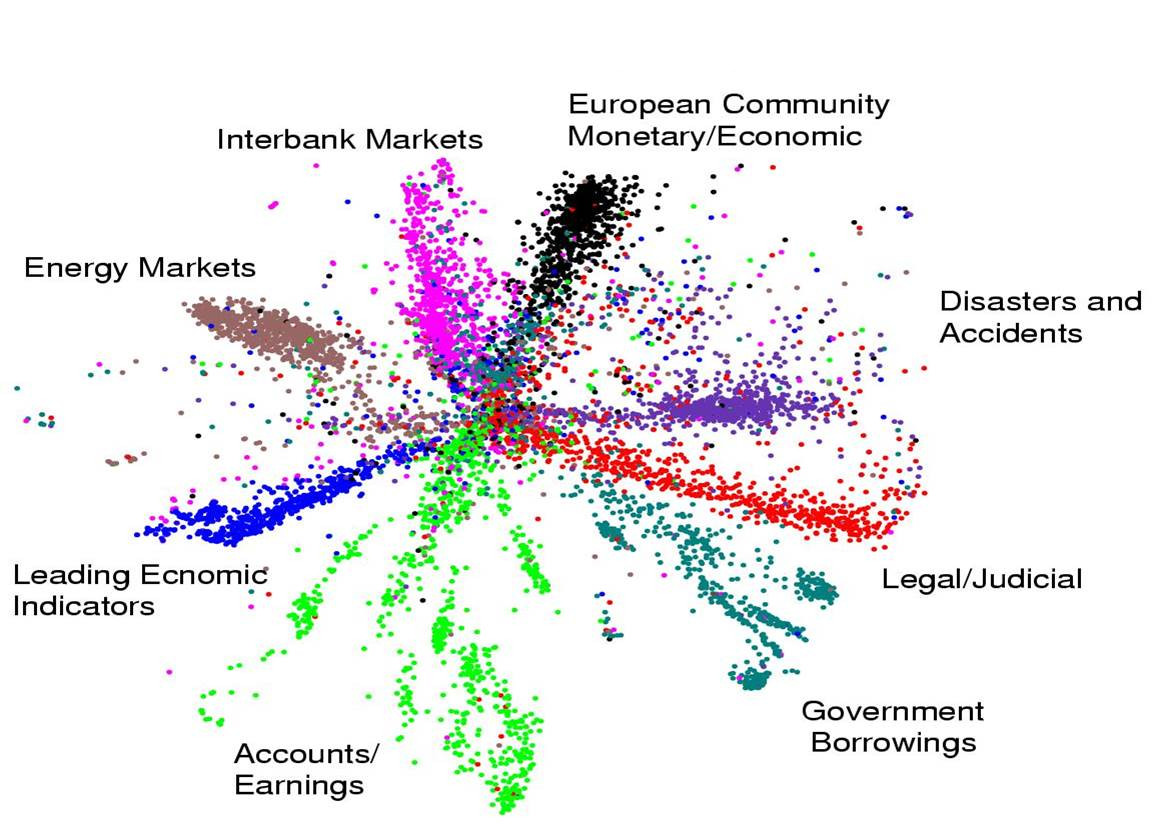 European Community
Monetary/Economic
Interbank Markets
Energy Markets
Disasters and
Accidents
Leading Ecnomic
Indicators
Legal/Judicial
Government
Borrowings
Accounts/
Earnings